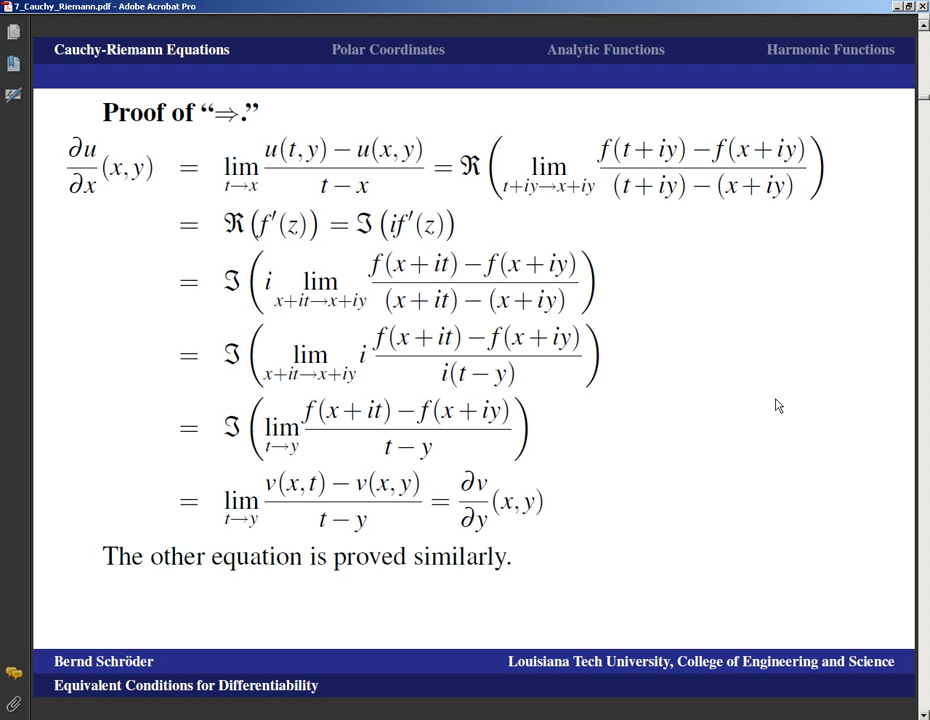 7_Cauchy_Riemann.pdf - Adobe Acrobat Pro
Cauchy-Riemann Equations Polar Coordinates Analytic Functions Harmonic Functions
Proof of “⇒.”
∂u/∂x (x,y) = lim_{t→x} (u(t,y) − u(x,y))/(t − x) = ℜ( lim_{t+iy→x+iy} (f(t+iy) − f(x+iy))/((t+iy) − (x+iy)) )
= ℜ(f′(z)) = ℑ(if′(z))
= ℑ( i lim_{x+it→x+iy} (f(x+it) − f(x+iy))/((x+it) − (x+iy)) )
= ℑ( lim_{x+it→x+iy} i (f(x+it) − f(x+iy))/(i(t − y)) )
= ℑ( lim_{t→y} (f(x+it) − f(x+iy))/(t − y) )
= lim_{t→y} (v(x,t) − v(x,y))/(t − y) = ∂v/∂y (x,y)
The other equation is proved similarly.
Bernd Schröder Louisiana Tech University, College of Engineering and Science
Equivalent Conditions for Differentiability